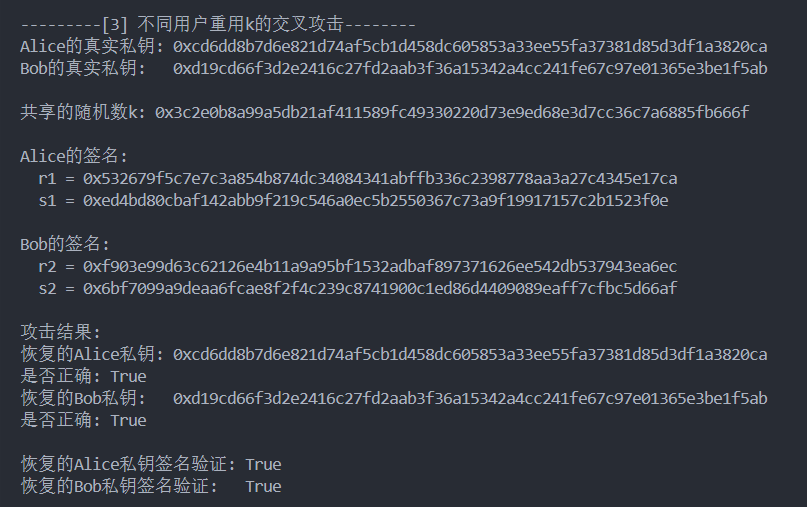 ---------[3] 不同用户重用k的交叉攻击--------
Alice的真实私钥: 0xcd6dd8b7d6e821d74af5cb1d458dc605853a33ee55fa37381d85d3df1a3820ca
Bob的真实私钥:   0xd19cd66f3d2e2416c27fd2aab3f36a15342a4cc241fe67c97e01365e3be1f5ab
共享的随机数k: 0x3c2e0b8a99a5db21af411589fc49330220d73e9ed68e3d7cc36c7a6885fb666f
Alice的签名:
  r1 = 0x532679f5c7e7c3a854b874dc34084341abffb336c2398778aa3a27c4345e17ca
  s1 = 0xed4bd80cbaf142abb9f219c546a0ec5b2550367c73a9f19917157c2b1523f0e
Bob的签名:
  r2 = 0xf903e99d63c62126e4b11a9a95bf1532adbaf897371626ee542db537943ea6ec
  s2 = 0x6bf7099a9deaa6fcae8f2f4c239c8741900c1ed86d4409089eaff7cfbc5d66af
攻击结果:
恢复的Alice私钥: 0xcd6dd8b7d6e821d74af5cb1d458dc605853a33ee55fa37381d85d3df1a3820ca
是否正确: True
恢复的Bob私钥:   0xd19cd66f3d2e2416c27fd2aab3f36a15342a4cc241fe67c97e01365e3be1f5ab
是否正确: True
恢复的Alice私钥签名验证: True
恢复的Bob私钥签名验证:   True